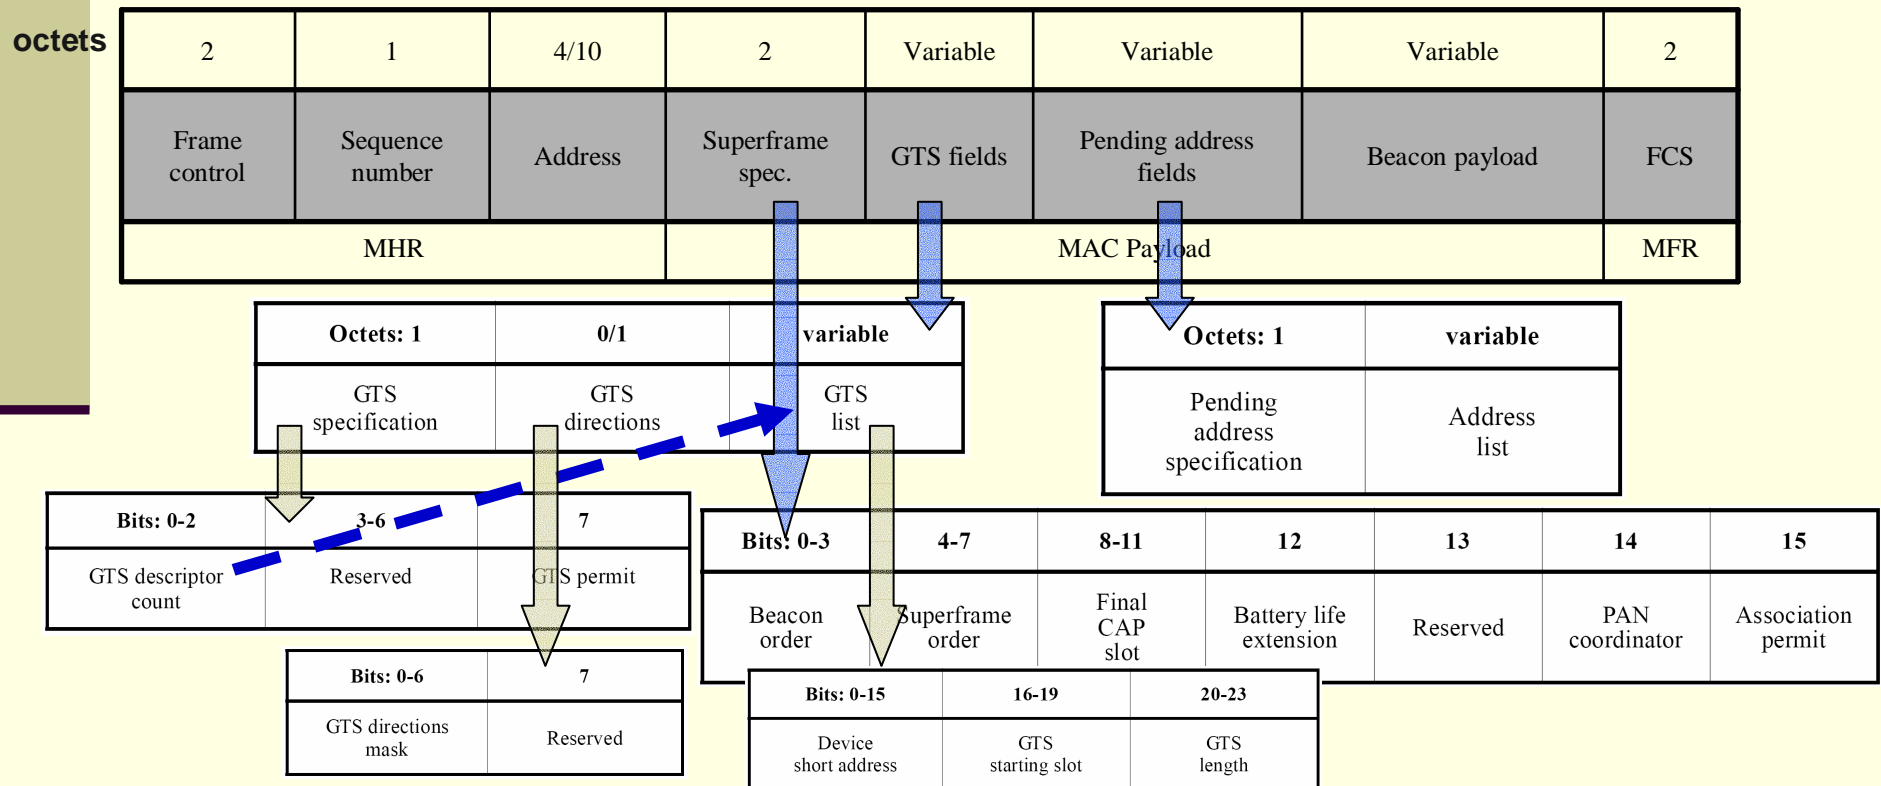 octets
2 1 4/10 2 Variable Variable Variable 2
Frame control
Sequence number
Address
Superframe spec.
GTS fields
Pending address fields
Beacon payload
FCS
MHR MAC Payload MFR
Octets: 1 0/1 variable
GTS specification
GTS directions
GTS list
Octets: 1 variable
Pending address specification
Address list
Bits: 0-2 3-6 7
GTS descriptor count
Reserved
GTS permit
Bits: 0-3 4-7 8-11 12 13 14 15
Beacon order
Superframe order
Final CAP slot
Battery life extension
Reserved
PAN coordinator
Association permit
Bits: 0-6 7
GTS directions mask
Reserved
Bits: 0-15 16-19 20-23
Device short address
GTS starting slot
GTS length